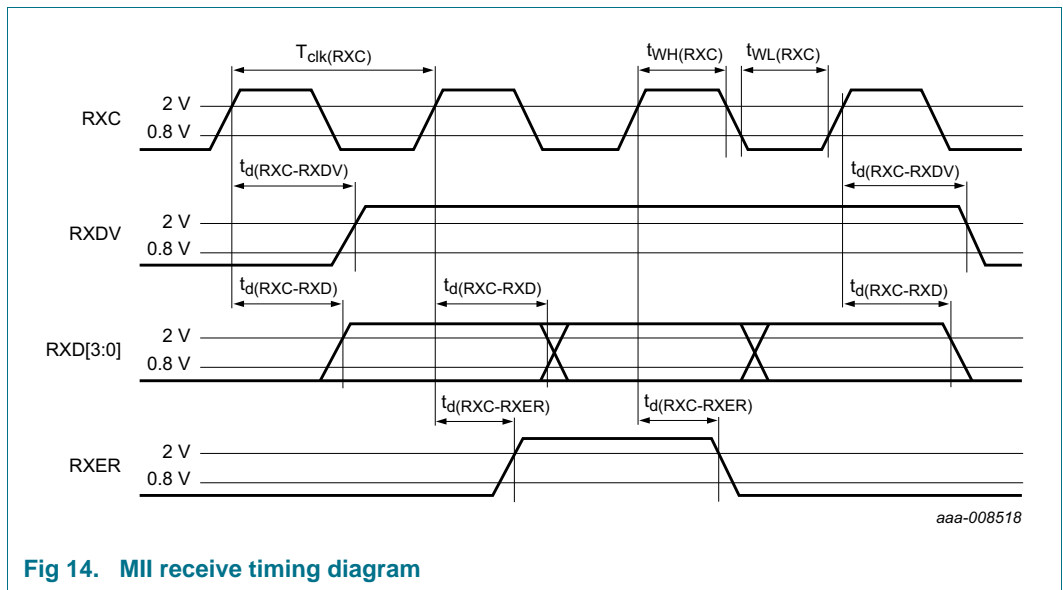 Tclk(RXC)
tWH(RXC)
tWL(RXC)
RXC
2 V
0.8 V
td(RXC-RXDV)
td(RXC-RXDV)
RXDV
2 V
0.8 V
td(RXC-RXD)
td(RXC-RXD)
td(RXC-RXD)
RXD[3:0]
2 V
0.8 V
td(RXC-RXER)
td(RXC-RXER)
RXER
2 V
0.8 V
aaa-008518
Fig 14. MII receive timing diagram